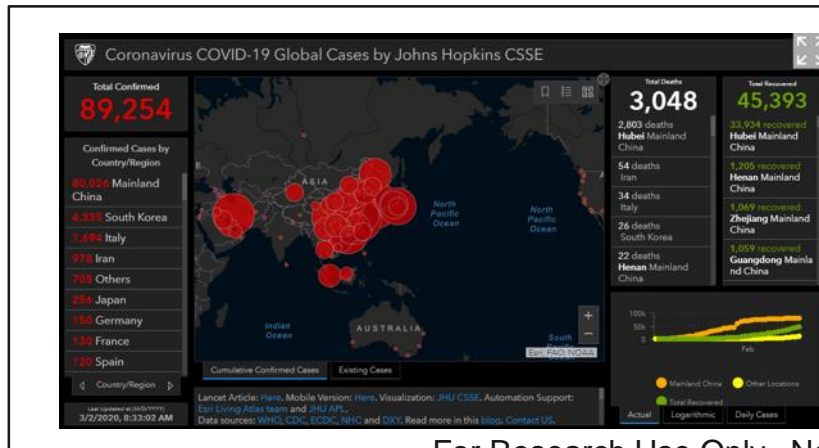 Coronavirus COVID-19 Global Cases by Johns Hopkins CSSE
Total Confirmed
89,254
Confirmed Cases by
Country/Region
80,026 Mainland
China
4,335 South Korea
1,694 Italy
978 Iran
705 Others
256 Japan
150 Germany
130 France
120 Spain
Country/Region
Last Updated at (M/D/YYYY)
3/2/2020, 8:33:02 AM
ASIA
North
Pacific
Ocean
North
Pacific
Ocean
Indian
Ocean
AUSTRALIA
South
Esri, FAO, NOAA
Cumulative Confirmed Cases
Existing Cases
Lancet Article: Here. Mobile Version: Here. Visualization: JHU CSSE. Automation Support:
Esri Living Atlas team and JHU APL.
Data sources: WHO, CDC, ECDC, NHC and DXY. Read more in this blog. Contact US.
Total Deaths
3,048
2,803 deaths
Hubei Mainland
China
54 deaths
Iran
34 deaths
Italy
26 deaths
South Korea
22 deaths
Henan Mainland
China
Total Recovered
45,393
33,934 recovered
Hubei Mainland
China
1,205 recovered
Henan Mainland
China
1,069 recovered
Zhejiang Mainland
China
1,059 recovered
Guangdong Mainla
nd China
100k
50k
0
Feb
Mainland China
Other Locations
Total Recovered
Actual
Logarithmic
Daily Cases